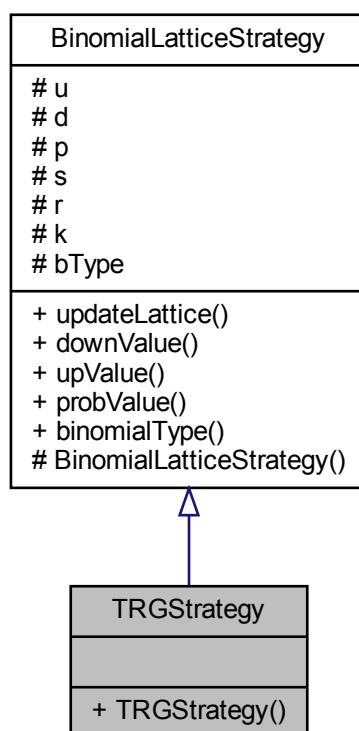 BinomialLatticeStrategy
# u
# d
# p
# s
# r
# k
# bType
+ updateLattice()
+ downValue()
+ upValue()
+ probValue()
+ binomialType()
# BinomialLatticeStrategy()
TRGStrategy
+ TRGStrategy()